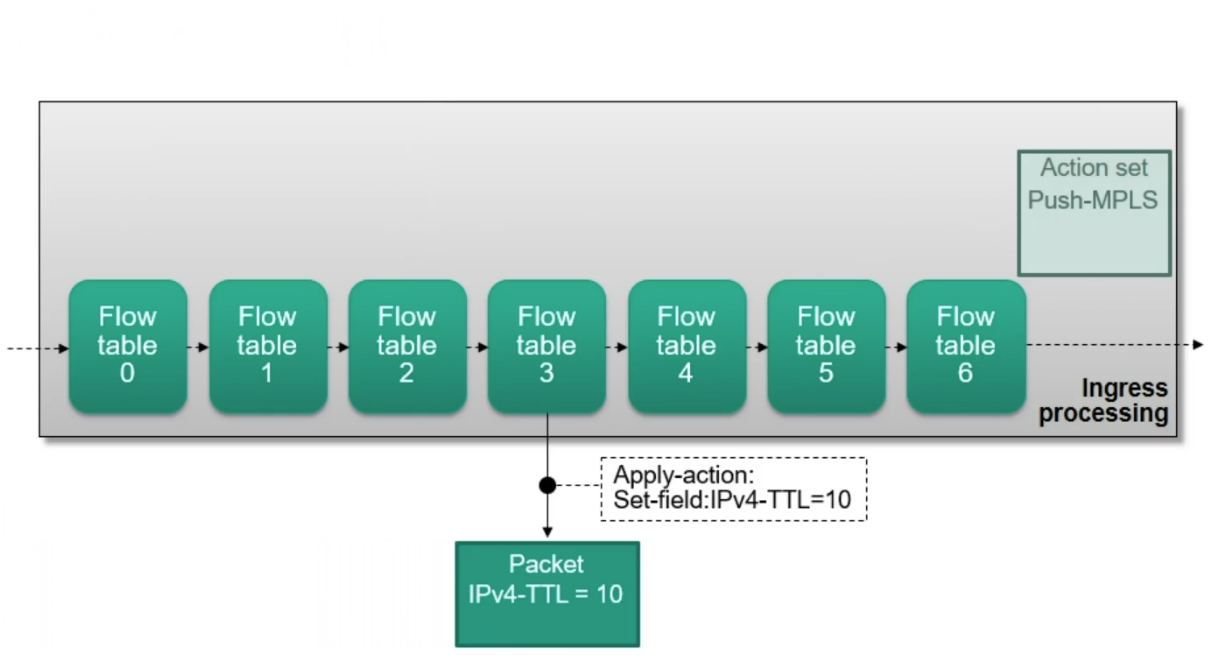 Action set
Push-MPLS
Flow
table
0
Flow
table
1
Flow
table
2
Flow
table
3
Flow
table
4
Flow
table
5
Flow
table
6
Ingress
processing
Apply-action:
Set-field:IPv4-TTL=10
Packet
IPv4-TTL = 10